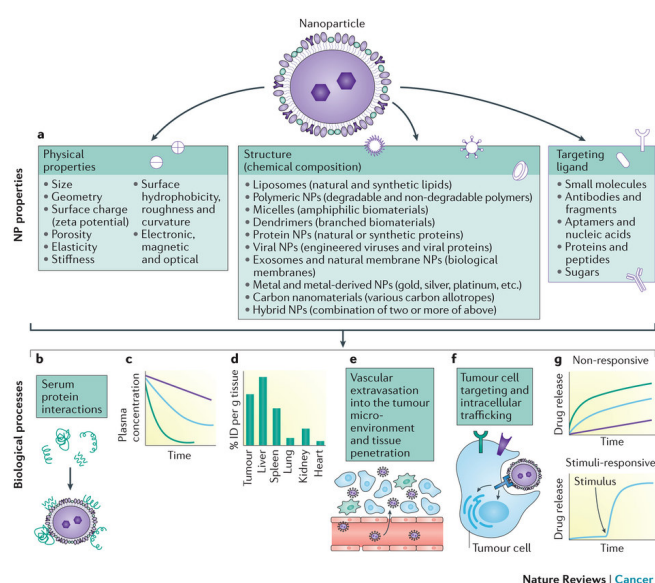 Nanoparticle
NP properties
a
Physical
properties
• Size
• Geometry
• Surface charge
(zeta potential)
• Porosity
• Elasticity
• Stiffness
• Surface
hydrophobicity,
roughness and
curvature
• Electronic,
magnetic
and optical
Structure
(chemical composition)
• Liposomes (natural and synthetic lipids)
• Polymeric NPs (degradable and non-degradable polymers)
• Micelles (amphiphilic biomaterials)
• Dendrimers (branched biomaterials)
• Protein NPs (natural or synthetic proteins)
• Viral NPs (engineered viruses and viral proteins)
• Exosomes and natural membrane NPs (biological
membranes)
• Metal and metal-derived NPs (gold, silver, platinum, etc.)
• Carbon nanomaterials (various carbon allotropes)
• Hybrid NPs (combination of two or more of above)
Targeting
ligand
• Small molecules
• Antibodies
and
fragments
• Aptamers and
nucleic acids
• Proteins
and
peptides
• Sugars
Biological processes
b
Serum
protein
interactions
c
Plasma
concentration
Time
d
% ID per g tissue
Tumour
Liver
Spleen
Lung
Kidney
Heart
e
Vascular
extravasation
into the tumour
micro-
environment
and tissue
penetration
f
Tumour cell
targeting and
intracellular
trafficking
Tumour cell
g
Non-responsive
Drug release
Time
Stimuli-responsive
Stimulus
Drug release
Time
Nature Reviews | Cancer